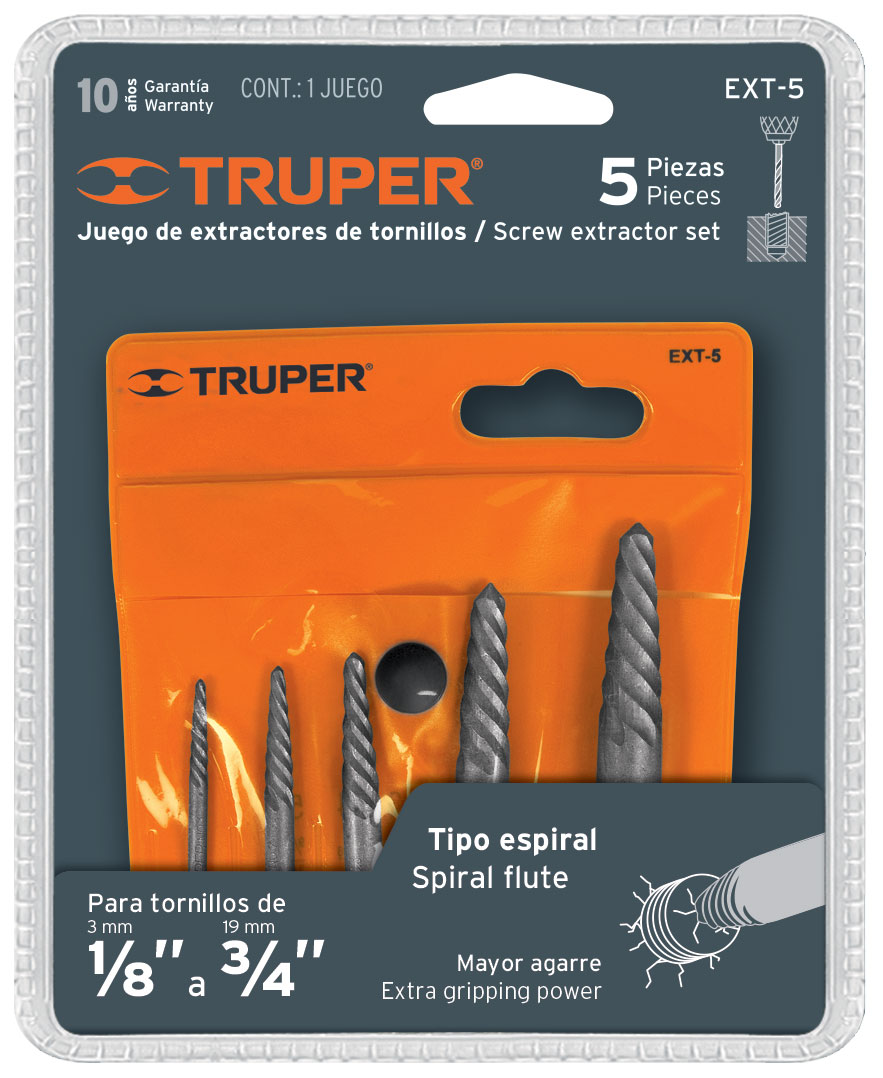 10 años Garantía
Warranty
CONT.: 1 JUEGO
EXT-5
TRUPER®
5 Piezas
Pieces
Juego de extractores de tornillos / Screw extractor set
TRUPER®
EXT-5
Tipo espiral
Spiral flute
Para tornillos de
3 mm 19 mm
1/8" a 3/4"
Mayor agarre
Extra gripping power